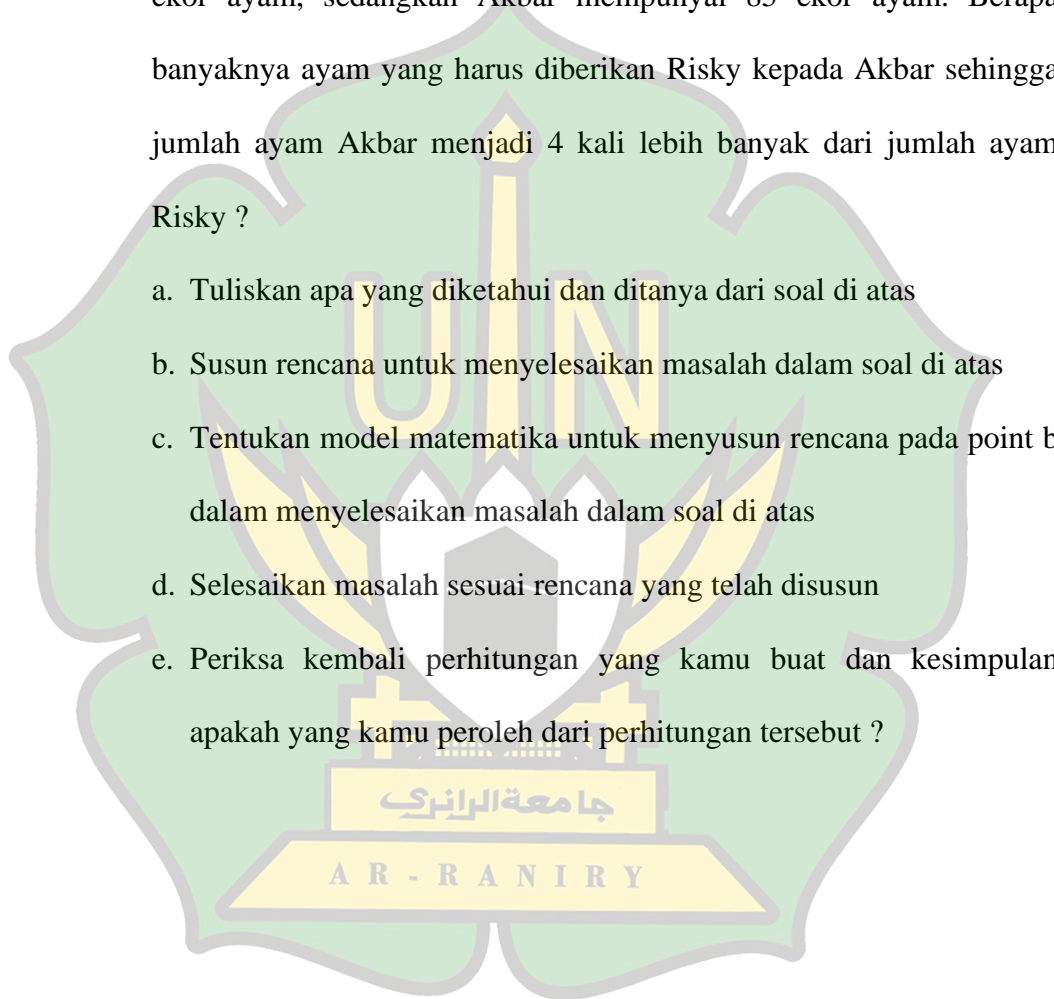 ekor ayam, sedangkan Akbar mempunyai 85 ekor ayam. Berapa
banyaknya ayam yang harus diberikan Risky kepada Akbar sehingga
jumlah ayam Akbar menjadi 4 kali lebih banyak dari jumlah ayam
Risky ?
a. Tuliskan apa yang diketahui dan ditanya dari soal di atas
b. Susun rencana untuk menyelesaikan masalah dalam soal di atas
c. Tentukan model matematika untuk menyusun rencana pada point b
dalam menyelesaikan masalah dalam soal di atas
d. Selesaikan masalah sesuai rencana yang telah disusun
e. Periksa kembali perhitungan yang kamu buat dan kesimpulan
apakah yang kamu peroleh dari perhitungan tersebut ?
UIN
جامعةالرانري
AR-RANIRY